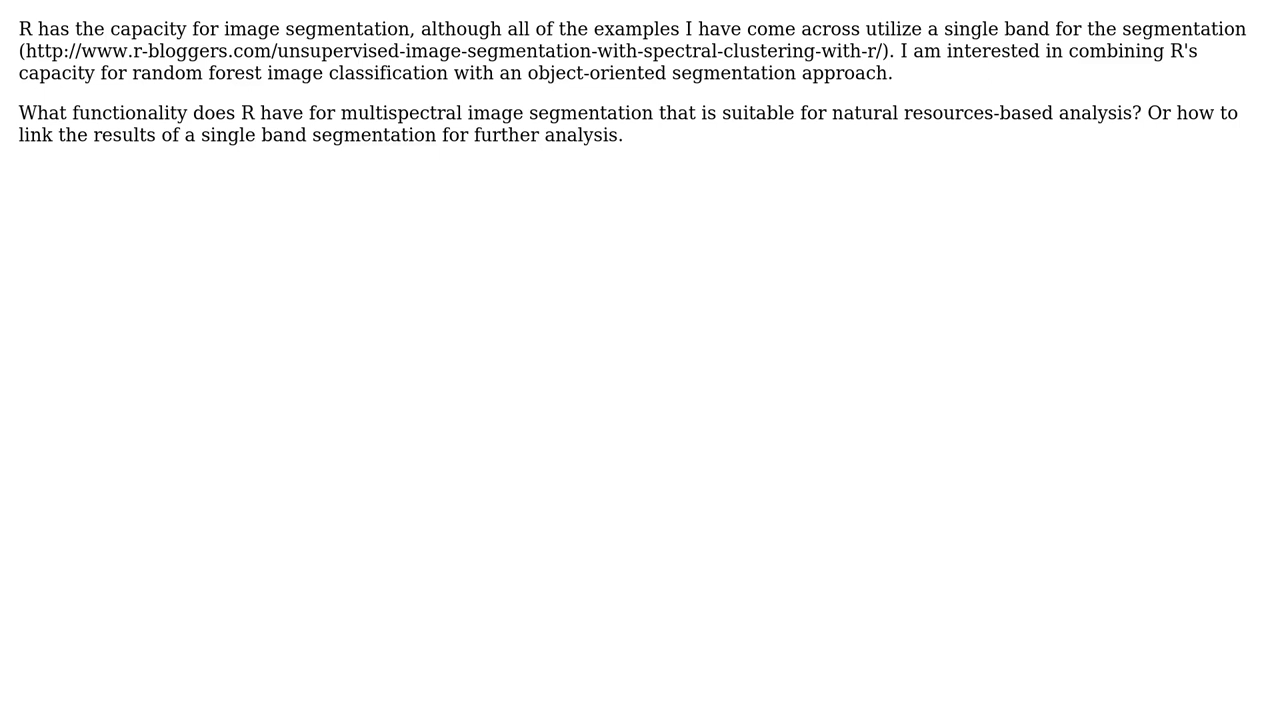 R has the capacity for image segmentation, although all of the examples I have come across utilize a single band for the segmentation
(http://www.r-bloggers.com/unsupervised-image-segmentation-with-spectral-clustering-with-r/). I am interested in combining R's
capacity for random forest image classification with an object-oriented segmentation approach.
What functionality does R have for multispectral image segmentation that is suitable for natural resources-based analysis? Or how to
link the results of a single band segmentation for further analysis.